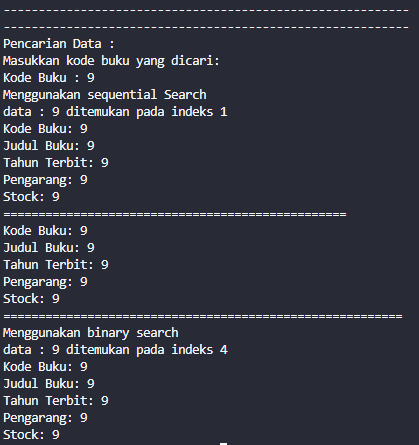 ----------------------------------------------------------
----------------------------------------------------------
Pencarian Data :
Masukkan kode buku yang dicari:
Kode Buku : 9
Menggunakan sequential Search
data : 9 ditemukan pada indeks 1
Kode Buku: 9
Judul Buku: 9
Tahun Terbit: 9
Pengarang: 9
Stock: 9
=================================================
Kode Buku: 9
Judul Buku: 9
Tahun Terbit: 9
Pengarang: 9
Stock: 9
=========================================================
Menggunakan binary search
data : 9 ditemukan pada indeks 4
Kode Buku: 9
Judul Buku: 9
Tahun Terbit: 9
Pengarang: 9
Stock: 9